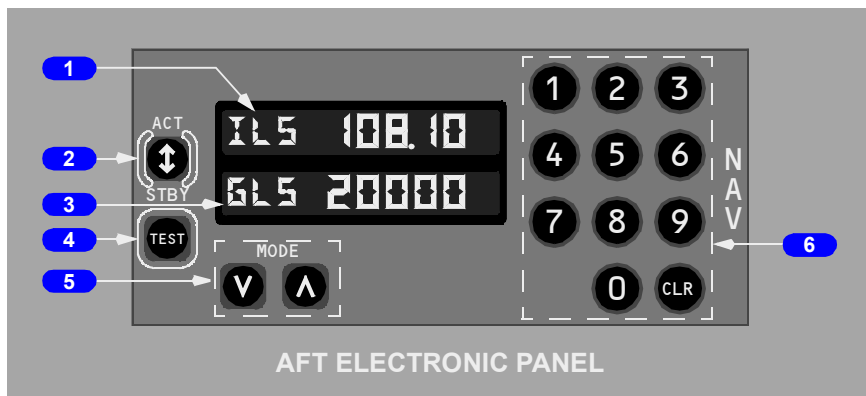 1
1 2 3
ACT
ILS 108.10
2
4 5 6
STBY
3
GLS 20000
NAV
7 8 9
4
TEST
6
MODE
5
V Λ
0 CLR
AFT ELECTRONIC PANEL